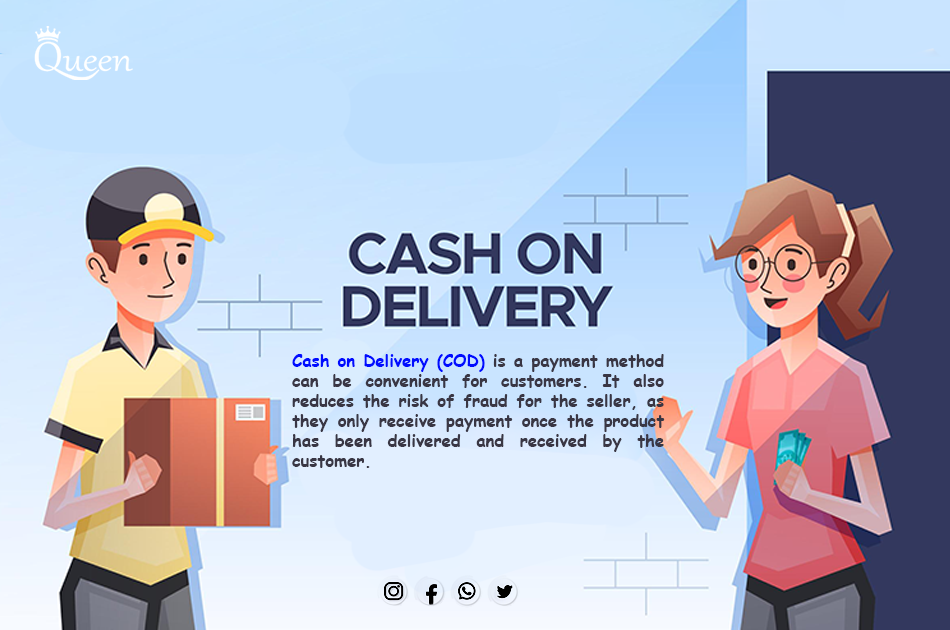 Queen
CASH ON
DELIVERY
Cash on Delivery (COD) is a payment method
can be convenient for customers. It also
reduces the risk of fraud for the seller, as
they only receive payment once the product
has been delivered and received by the
customer.